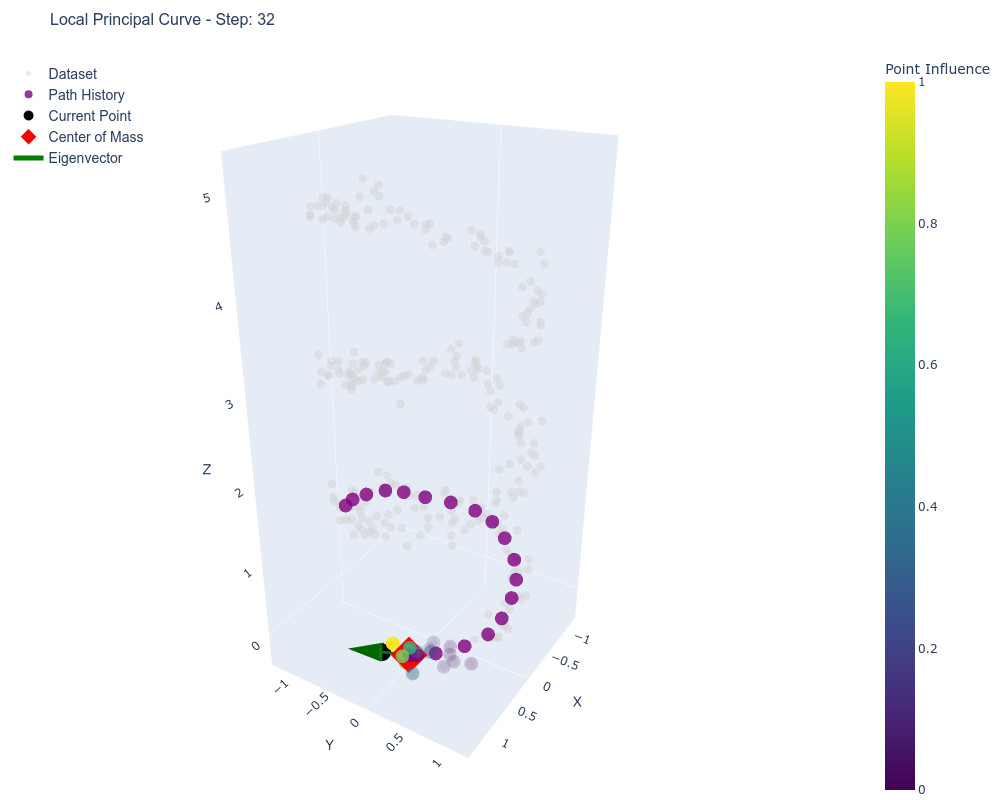 Local Principal Curve - Step: 32
Dataset
Path History
Current Point
Center of Mass
Eigenvector
Point Influence
1
0.8
0.6
0.4
0.2
0
5
4
3
2
1
0
Z
−1
−0.5
0
0.5
1
Y
−1
−0.5
0
0.5
1
X